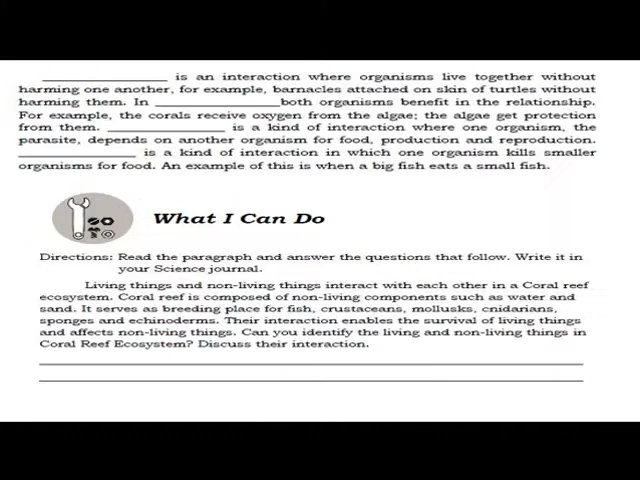 ____________________ is an interaction where organisms live together without
harming one another, for example, barnacles attached on skin of turtles without
harming them. In ____________________both organisms benefit in the relationship.
For example, the corals receive oxygen from the algae; the algae get protection
from them. ____________________ is a kind of interaction where one organism, the
parasite, depends on another organism for food, production and reproduction.
____________________ is a kind of interaction in which one organism kills smaller
organisms for food. An example of this is when a big fish eats a small fish.
What I Can Do
Directions: Read the paragraph and answer the questions that follow. Write it in
your Science journal.
Living things and non-living things interact with each other in a Coral reef
ecosystem. Coral reef is composed of non-living components such as water and
sand. It serves as breeding place for fish, crustaceans, mollusks, cnidarians,
sponges and echinoderms. Their interaction enables the survival of living things
and affects non-living things. Can you identify the living and non-living things in
Coral Reef Ecosystem? Discuss their interaction.